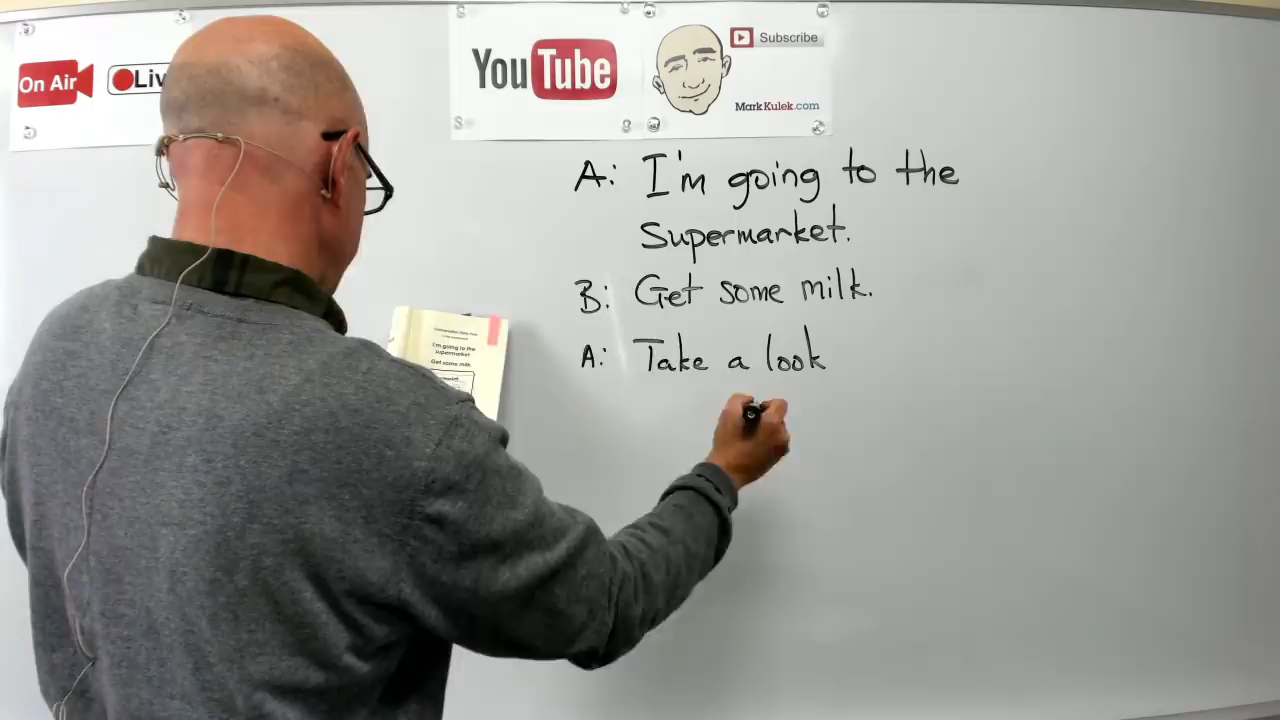 On Air
Liv
YouTube
Subscribe
MarkKulek.com
A: I'm going to the
Supermarket.
B: Get some milk.
A: Take a look
I'm going to the
supermarket
Get some milk.